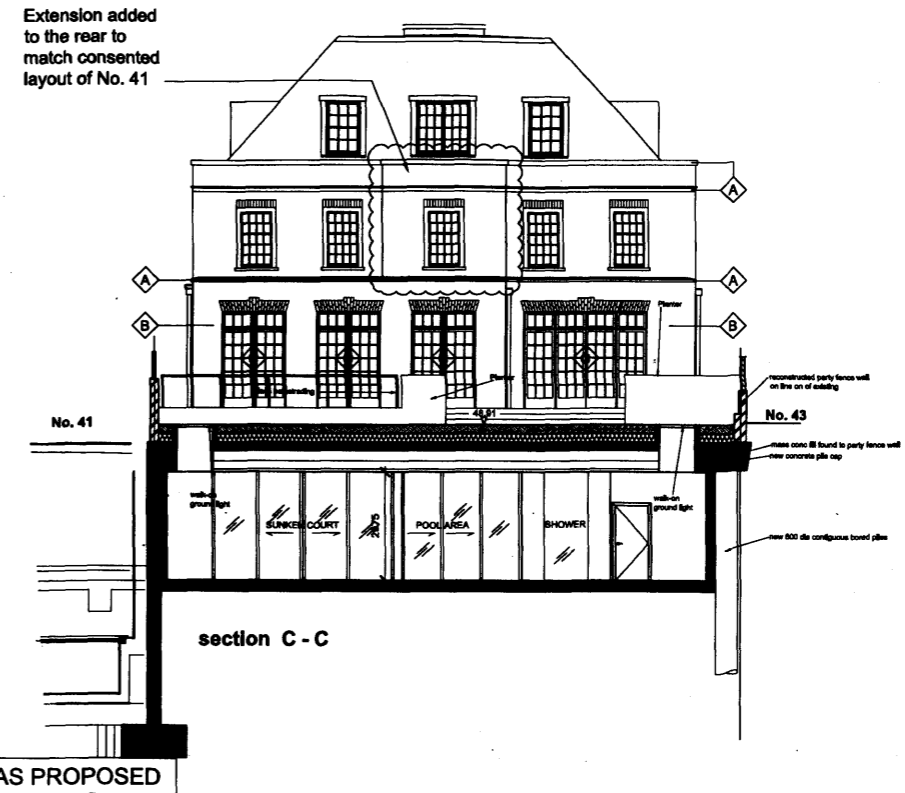 Extension added
to the rear to
match consented
layout of No. 41
A
A
A
B
B
Planter
Planter
reconstructed party fence wall
on line on of existing
48.91
No. 41
No. 43
mass conc fill found to party fence wall
new concrete pile cap
walk-on
ground light
walk-on
ground light
SUNKEN COURT
2875
POOL AREA
SHOWER
new 600 dia contiguous bored piles
section C - C
AS PROPOSED